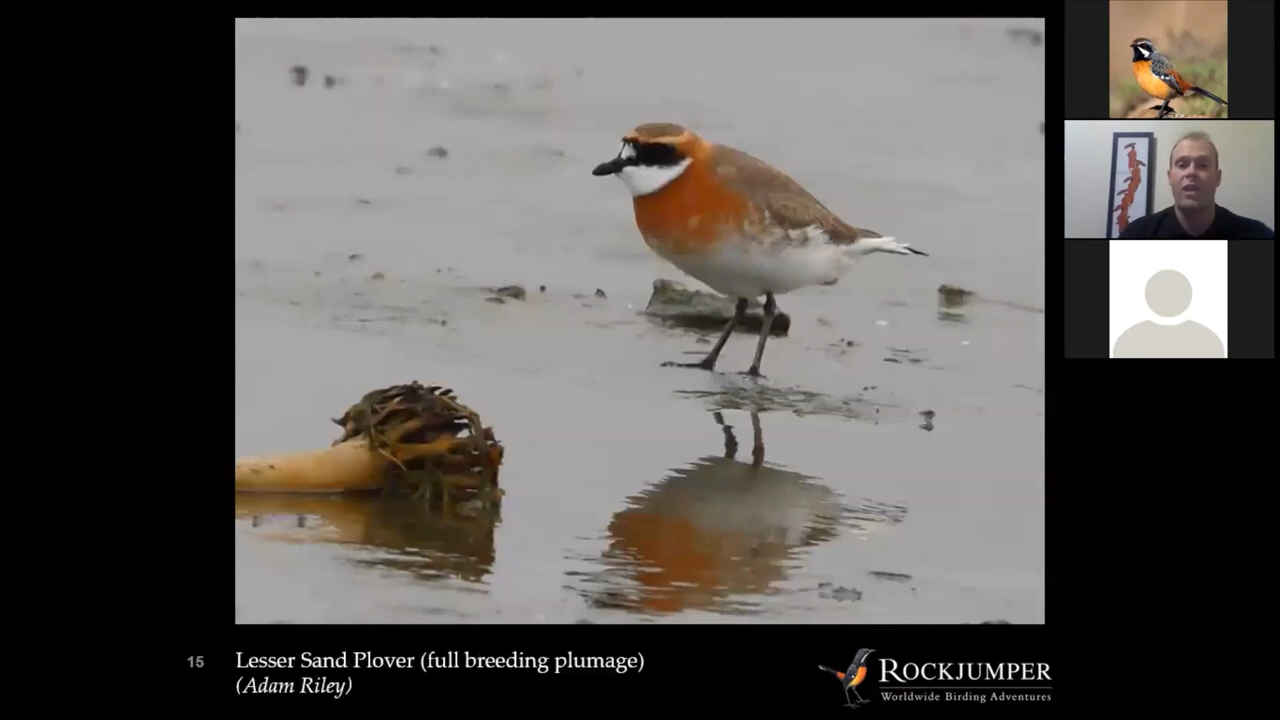 15
Lesser Sand Plover (full breeding plumage)
(Adam Riley)
ROCKJUMPER
Worldwide Birding Adventures